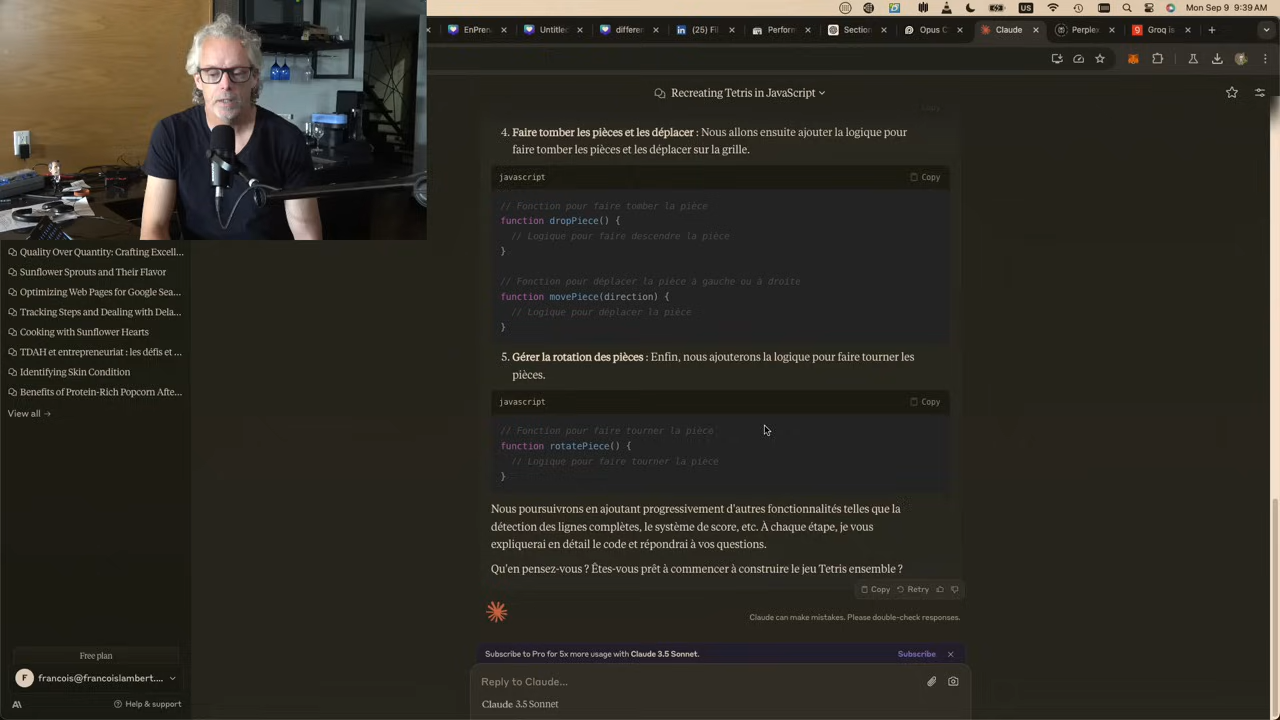 Mon Sep 9 9:39 AM
EnPren
Untitle
differen
(25) Fil
Perform
Section
Opus C
Claude
Perplex
Groq is
Recreating Tetris in JavaScript
4. Faire tomber les pièces et les déplacer : Nous allons ensuite ajouter la logique pour
faire tomber les pièces et les déplacer sur la grille.
javascript
Copy
// Fonction pour faire tomber la pièce
function dropPiece() {
// Logique pour faire descendre la pièce
}
// Fonction pour déplacer la pièce à gauche ou à droite
function movePiece(direction) {
// Logique pour déplacer la pièce
}
5. Gérer la rotation des pièces : Enfin, nous ajouterons la logique pour faire tourner les
pièces.
javascript
Copy
// Fonction pour faire tourner la pièce
function rotatePiece() {
// Logique pour faire tourner la pièce
}
Nous poursuivrons en ajoutant progressivement d'autres fonctionnalités telles que la
détection des lignes complètes, le système de score, etc. À chaque étape, je vous
expliquerai en détail le code et répondrai à vos questions.
Qu'en pensez-vous ? Êtes-vous prêt à commencer à construire le jeu Tetris ensemble ?
Copy Retry
Claude can make mistakes. Please double-check responses.
Subscribe to Pro for 5x more usage with Claude 3.5 Sonnet.
Subscribe
Reply to Claude...
Claude 3.5 Sonnet
Quality Over Quantity: Crafting Excell...
Sunflower Sprouts and Their Flavor
Optimizing Web Pages for Google Sea...
Tracking Steps and Dealing with Dela...
Cooking with Sunflower Hearts
TDAH et entrepreneuriat : les défis et ...
Identifying Skin Condition
Benefits of Protein-Rich Popcorn Afte...
View all →
Free plan
F
francois@francoislambert....
Help & support